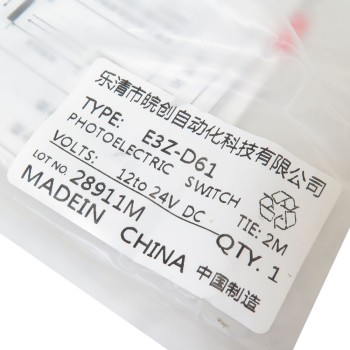 乐清市皖创自动化科技有限公司
TYPE: E3Z-D61
PHOTOELECTRIC SWITCH
VOLTS: 12to 24V DC TIE: 2M
LOT NO. 28911M QTY. 1
MADEIN CHINA 中国制造